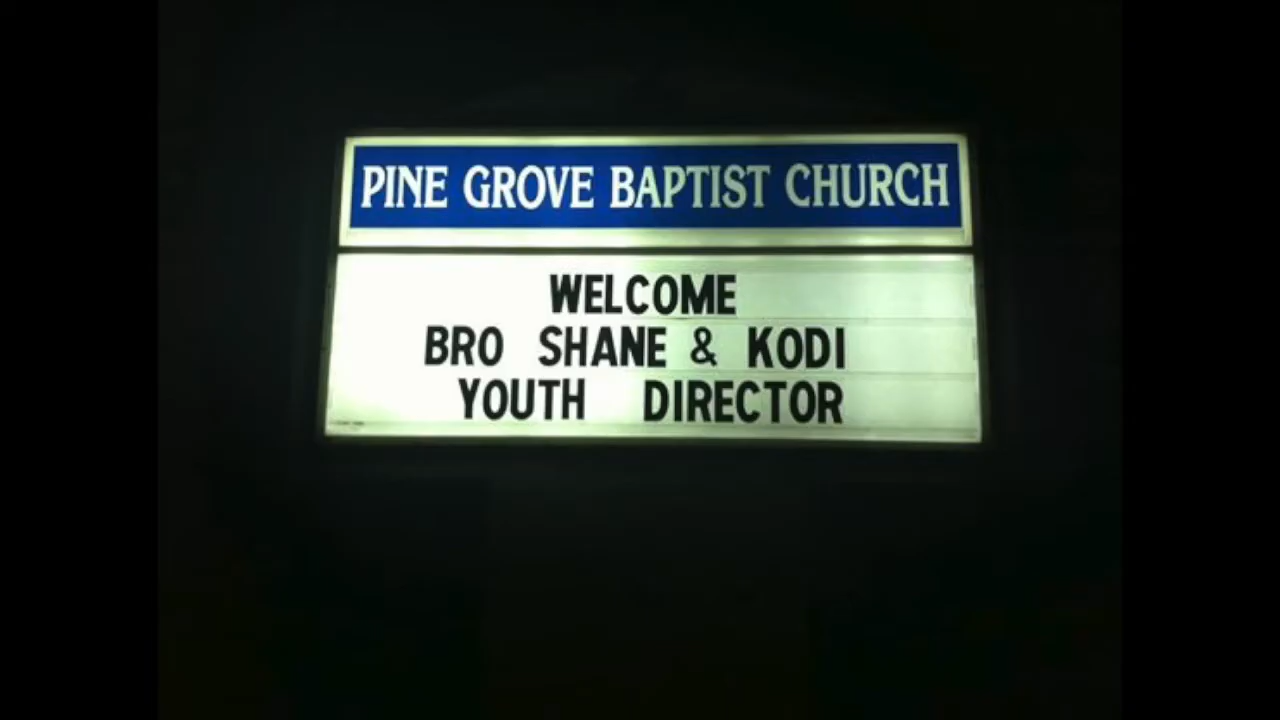 PINE GROVE BAPTIST CHURCH
WELCOME
BRO SHANE & KODI
YOUTH DIRECTOR